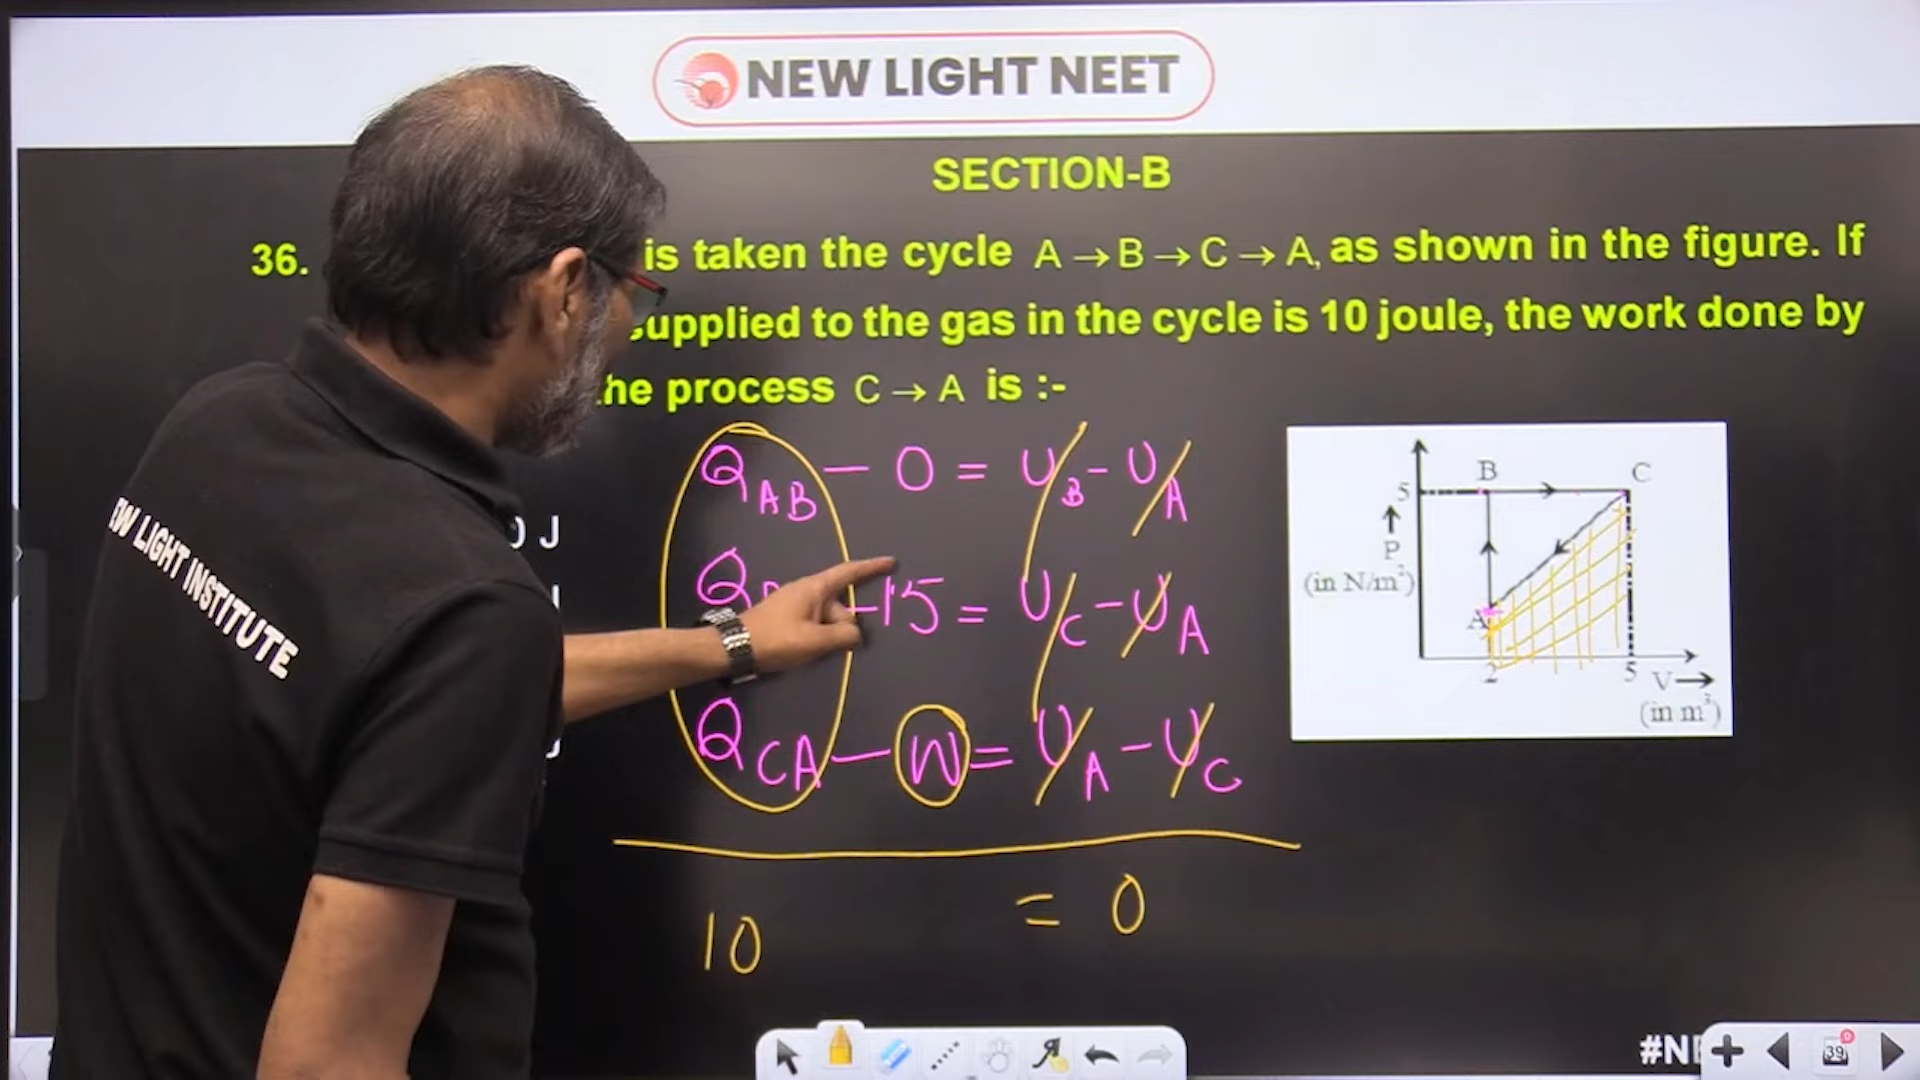 NEW LIGHT NEET
SECTION-B
36. is taken the cycle A → B → C → A, as shown in the figure. If
supplied to the gas in the cycle is 10 joule, the work done by
the process C → A is :-
Q_AB - 0 = U_B - U_A
J
Q - 15 = U_C - U_A
Q_CA - W = U_A - U_C
10 = 0
B
C
5
P
(in N/m²)
A
2
5
V →
(in m³)
LIGHT INSTITUTE
39